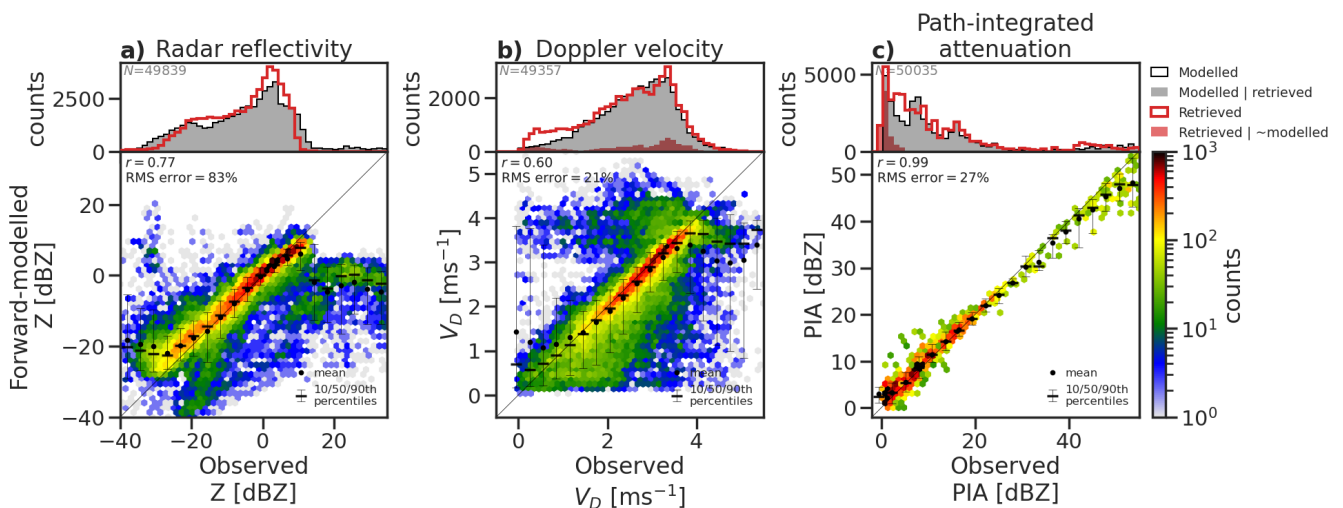 a) Radar reflectivity
N=49839
counts
2500
0
r = 0.77
RMS error = 83%
20
0
−20
−40
Forward-modelled
Z [dBZ]
mean
10/50/90th
percentiles
−40 −20 0 20
Observed
Z [dBZ]
b) Doppler velocity
N=49357
counts
2000
0
r = 0.60
RMS error = 21%
5
4
3
2
1
0
V_D [ms⁻¹]
mean
10/50/90th
percentiles
0 2 4
Observed
V_D [ms⁻¹]
Path-integrated
c) attenuation
N=50035
counts
5000
0
r = 0.99
RMS error = 27%
50
40
30
20
10
0
PIA [dBZ]
mean
10/50/90th
percentiles
0 20 40
Observed
PIA [dBZ]
Modelled
Modelled | retrieved
Retrieved
Retrieved | ~modelled
10³
10²
10¹
10⁰
counts